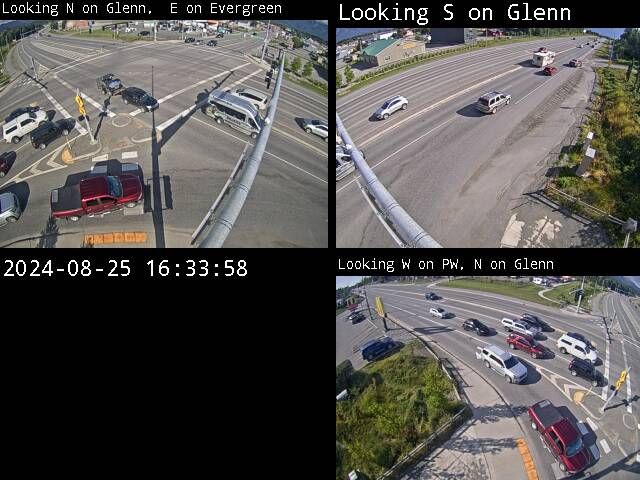 Looking N on Glenn, E on Evergreen
Looking S on Glenn
2024-08-25 16:33:58
Looking W on PW, N on Glenn